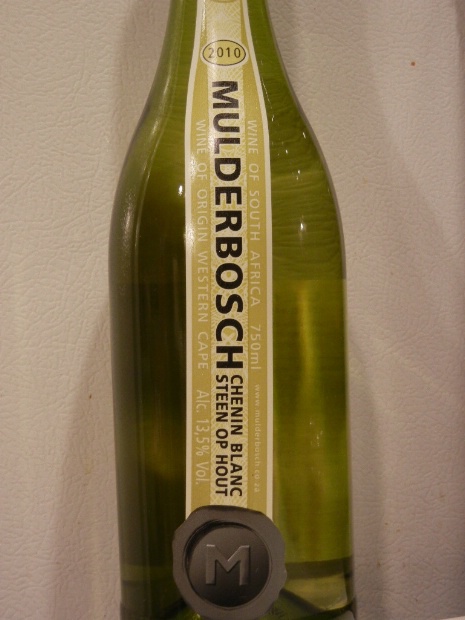 2010
MULDERBOSCH
CHENIN BLANC
STEEN OP HOUT
WINE OF SOUTH AFRICA 750ml
www.mulderbosch.co.za
WINE OF ORIGIN WESTERN CAPE Alc. 13,5% Vol.
M